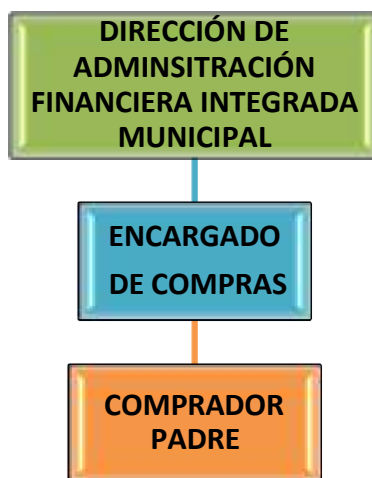 DIRECCIÓN DE
ADMINSITRACIÓN
FINANCIERA INTEGRADA
MUNICIPAL
ENCARGADO
DE COMPRAS
COMPRADOR
PADRE